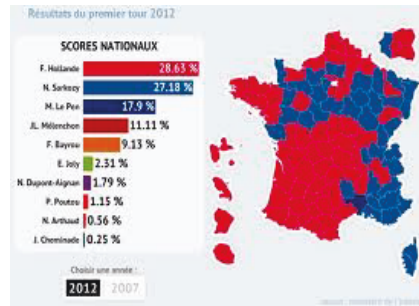 Résultats du premier tour 2012
SCORES NATIONAUX
F. Hollande 28.63 %
N. Sarkozy 27.18 %
M. Le Pen 17.9 %
JL. Mélenchon 11.11 %
F. Bayrou 9.13 %
E. Joly 2.31 %
N. Dupont-Aignan 1.79 %
P. Poutou 1.15 %
N. Arthaud 0.56 %
J. Cheminade 0.25 %
Choisir une année :
2012 2007